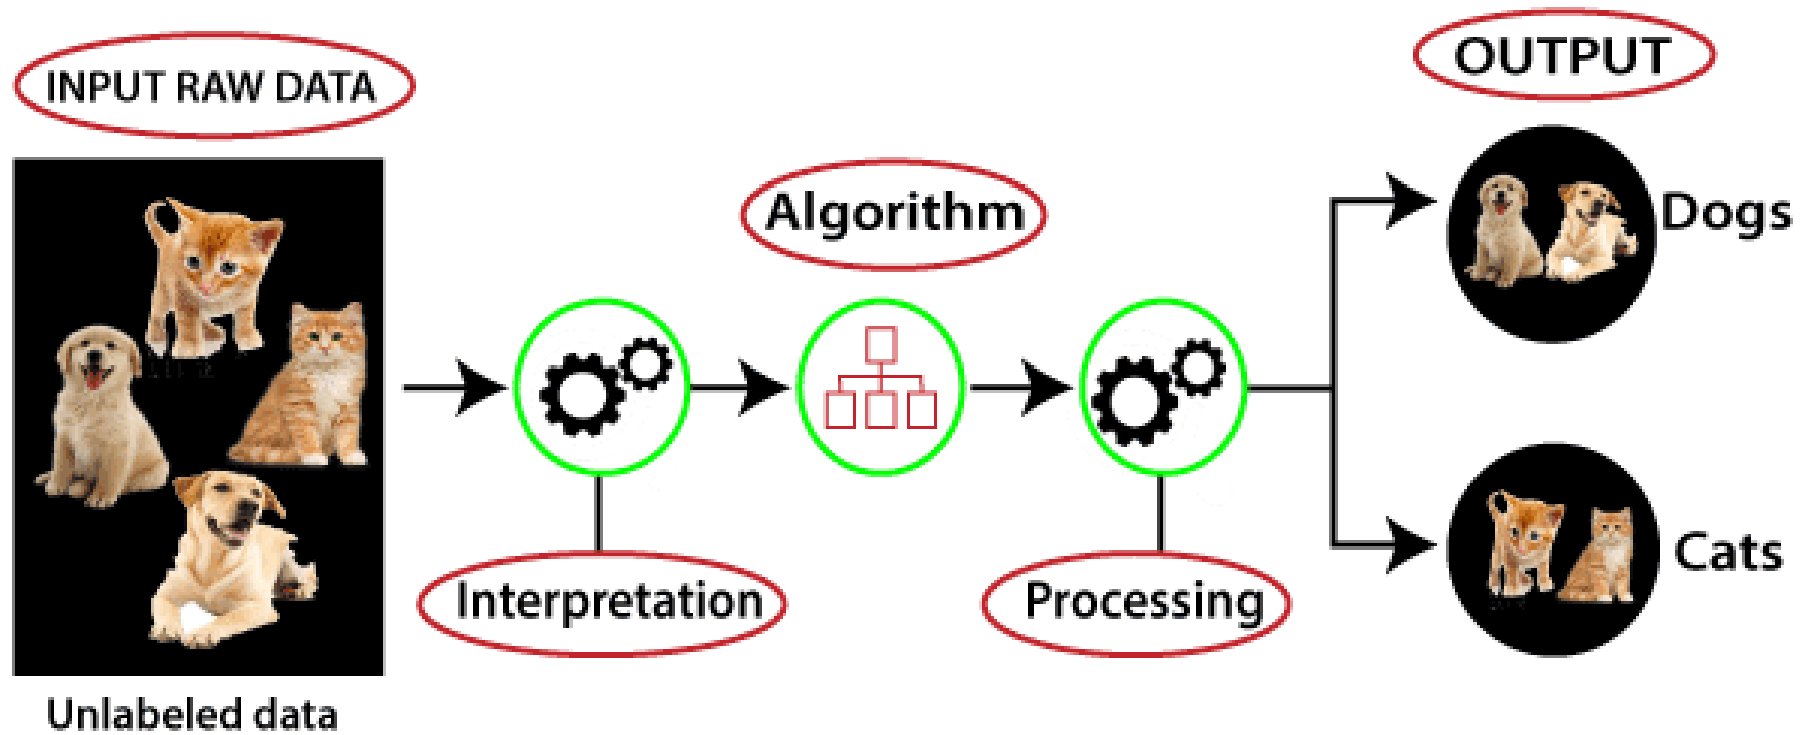 INPUT RAW DATA
Unlabeled data
Interpretation
Algorithm
Processing
OUTPUT
Dogs
Cats